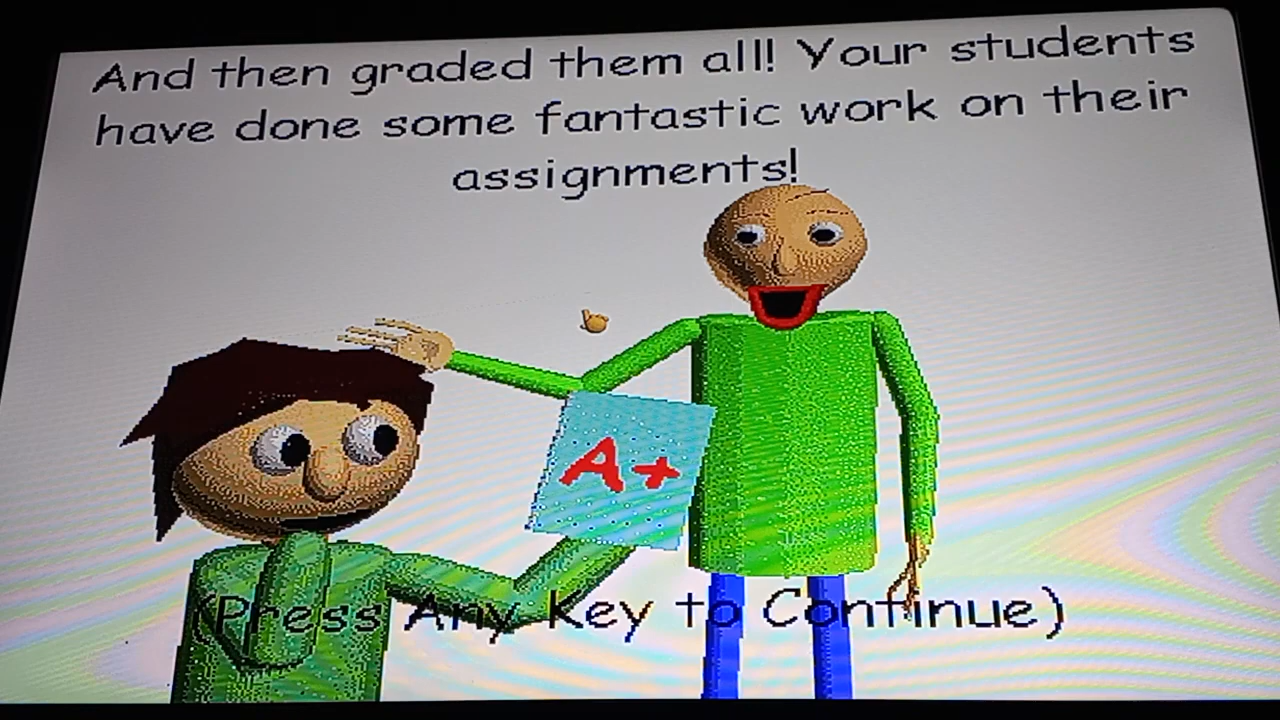 And then graded them all! Your students
have done some fantastic work on their
assignments!
A+
(Press Any Key to Continue)